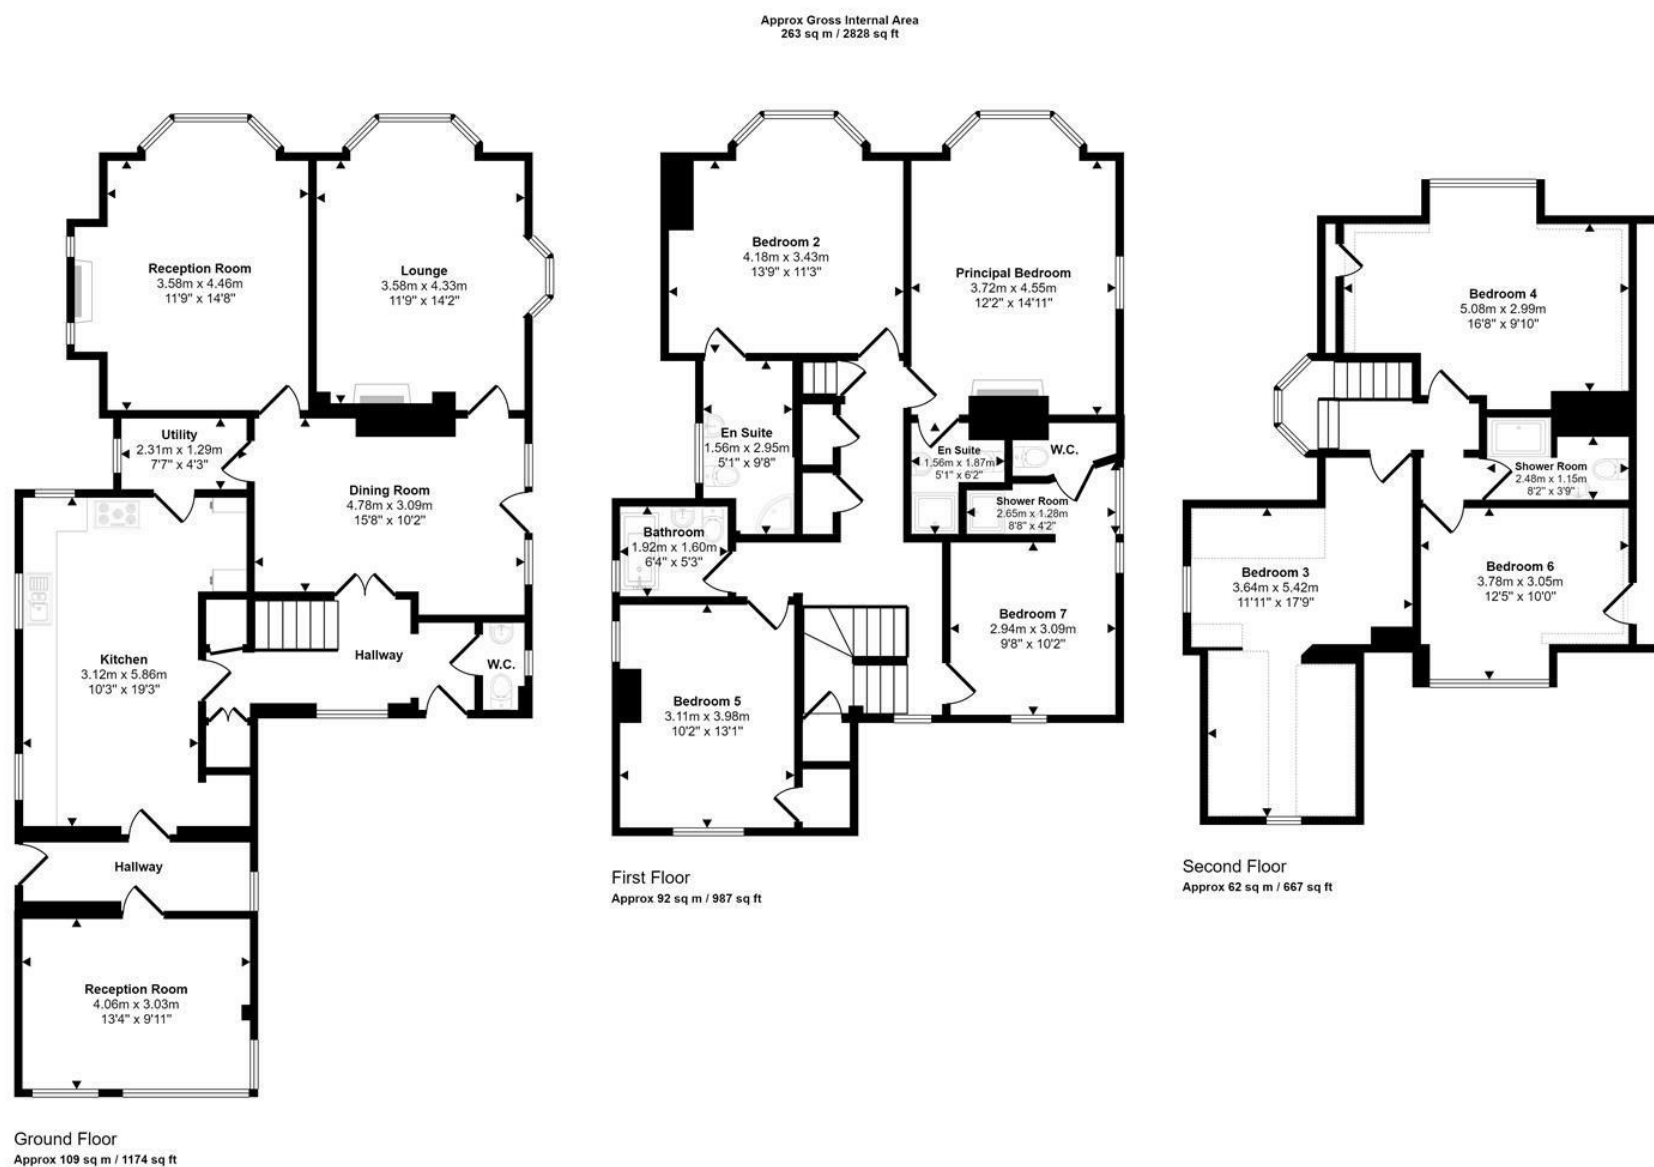 Approx Gross Internal Area
263 sq m / 2828 sq ft
Reception Room
3.58m x 4.46m
11'9" x 14'8"
Lounge
3.58m x 4.33m
11'9" x 14'2"
Utility
2.31m x 1.29m
7'7" x 4'3"
Dining Room
4.78m x 3.09m
15'8" x 10'2"
Kitchen
3.12m x 5.86m
10'3" x 19'3"
Hallway
W.C.
Hallway
Reception Room
4.06m x 3.03m
13'4" x 9'11"
Ground Floor
Approx 109 sq m / 1174 sq ft
Bedroom 2
4.18m x 3.43m
13'9" x 11'3"
Principal Bedroom
3.72m x 4.55m
12'2" x 14'11"
En Suite
1.56m x 2.95m
5'1" x 9'8"
En Suite
1.56m x 1.87m
5'1" x 6'2"
W.C.
Shower Room
2.65m x 1.28m
8'8" x 4'2"
Bathroom
1.92m x 1.60m
6'4" x 5'3"
Bedroom 7
2.94m x 3.09m
9'8" x 10'2"
Bedroom 5
3.11m x 3.98m
10'2" x 13'1"
First Floor
Approx 92 sq m / 987 sq ft
Bedroom 4
5.08m x 2.99m
16'8" x 9'10"
Shower Room
2.48m x 1.15m
8'2" x 3'9"
Bedroom 3
3.64m x 5.42m
11'11" x 17'9"
Bedroom 6
3.78m x 3.05m
12'5" x 10'0"
Second Floor
Approx 62 sq m / 667 sq ft